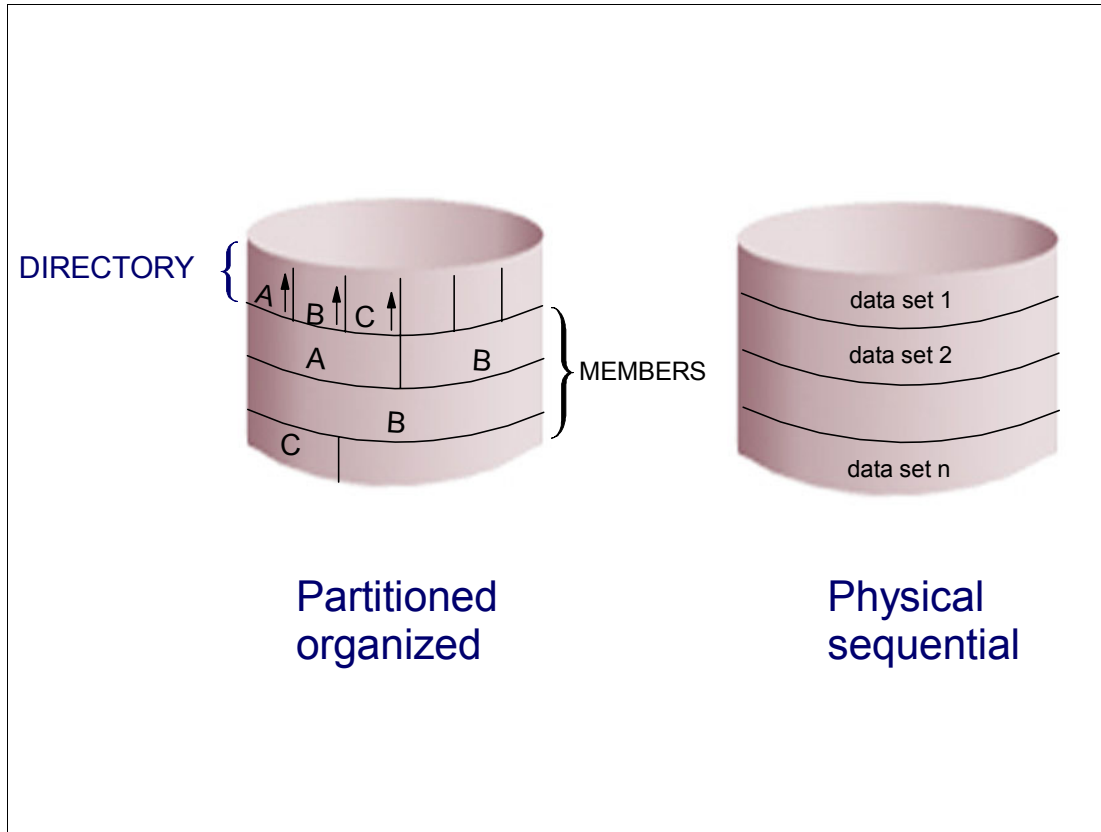 DIRECTORY
A B C
A B
B
C
MEMBERS
Partitioned
organized
data set 1
data set 2
data set n
Physical
sequential